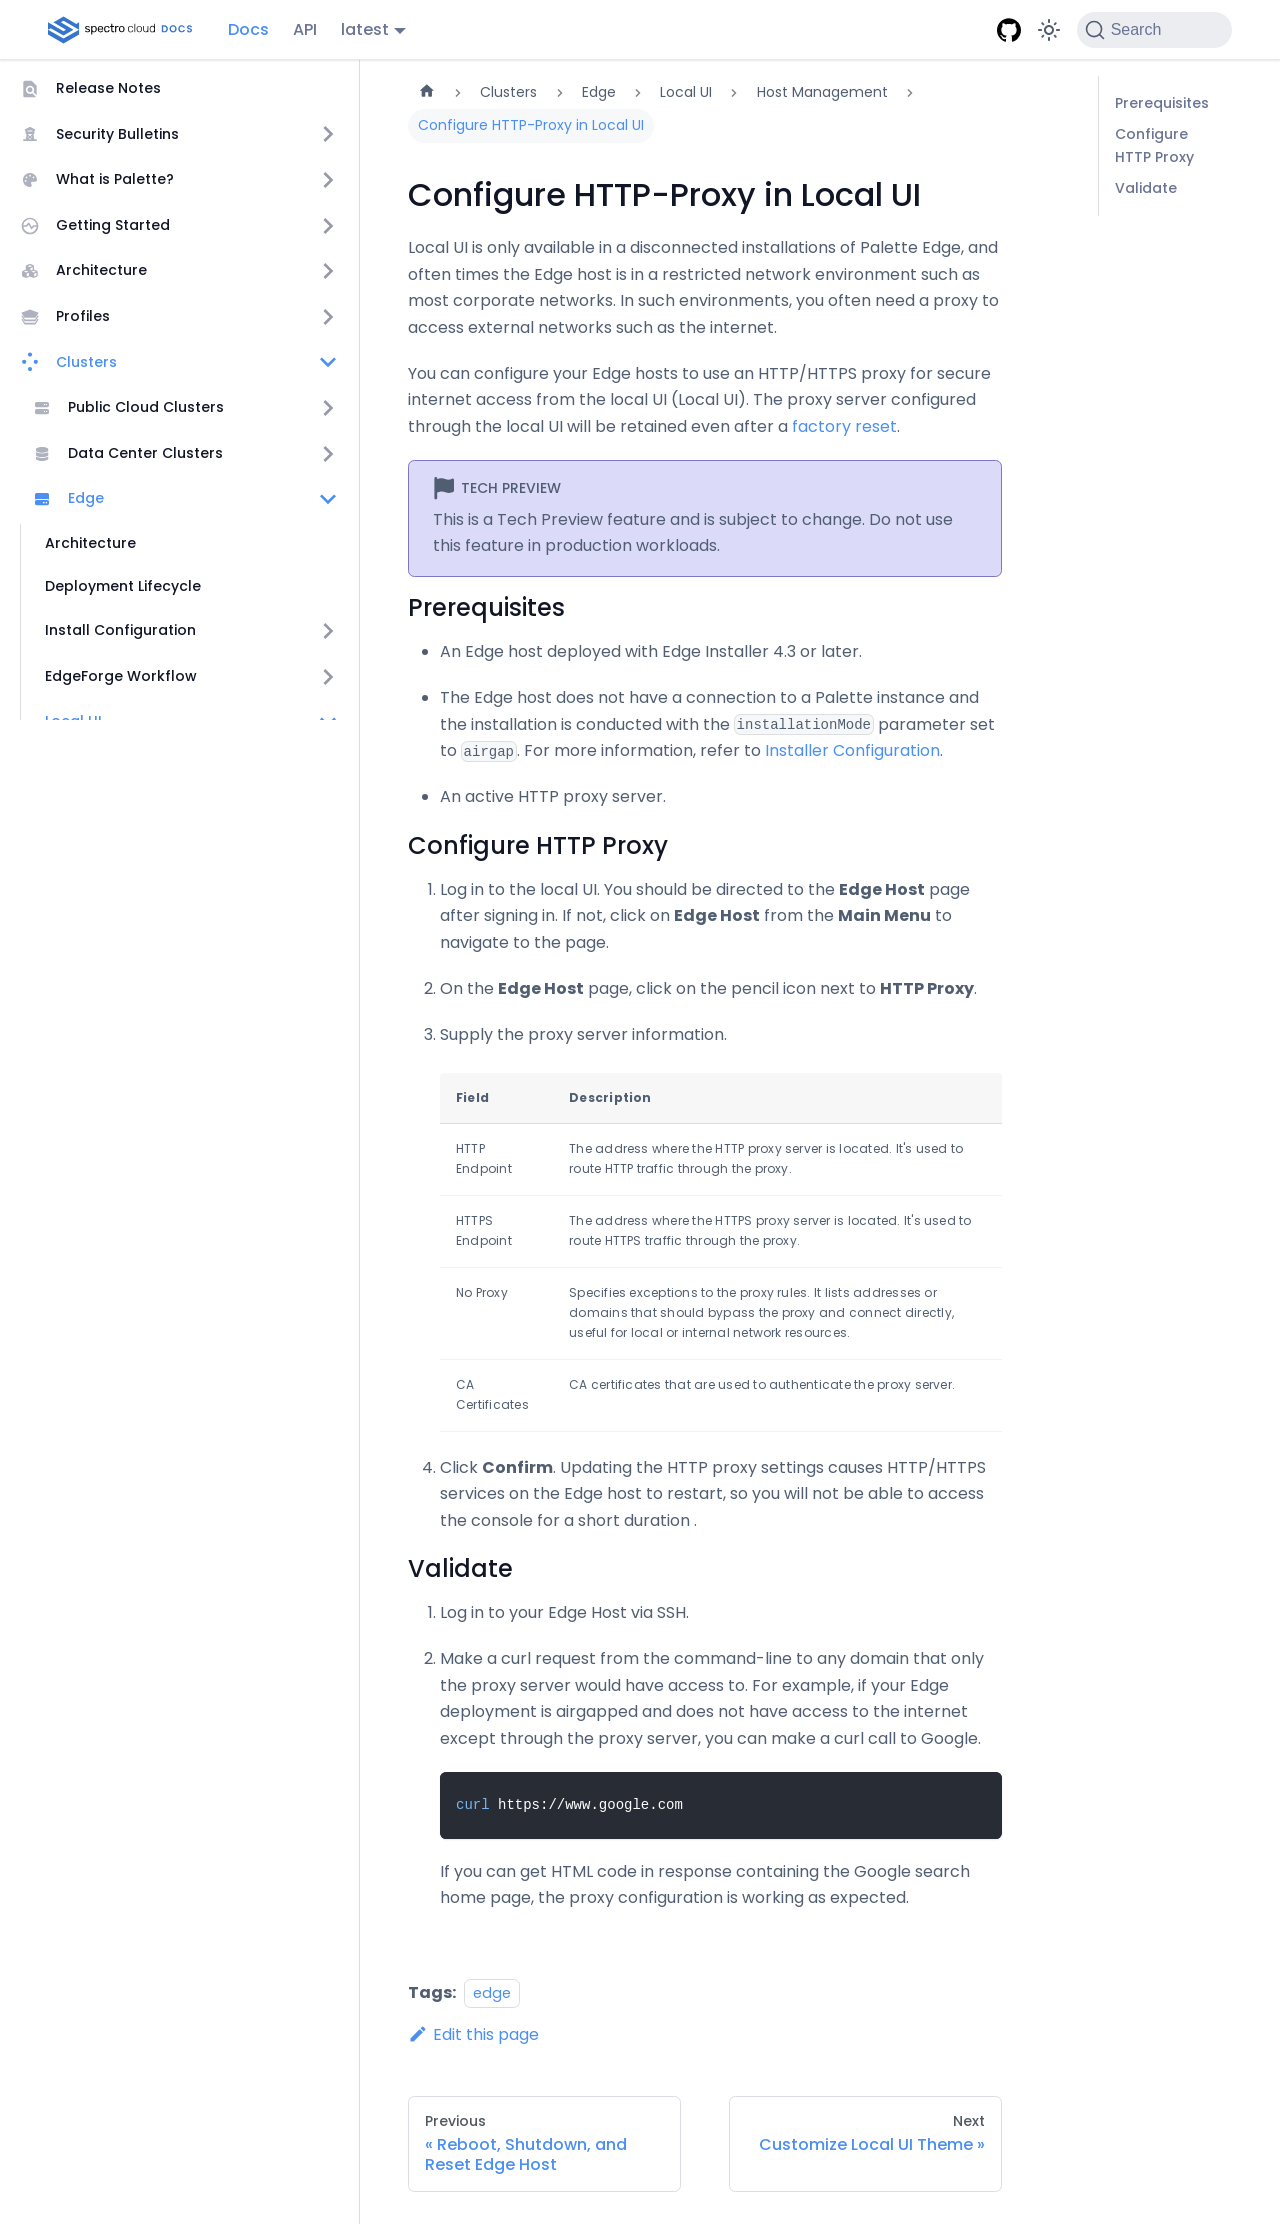 spectro cloud DOCS
Docs
API
latest
Search
Release Notes
Security Bulletins
What is Palette?
Getting Started
Architecture
Profiles
Clusters
Public Cloud Clusters
Data Center Clusters
Edge
Architecture
Deployment Lifecycle
Install Configuration
EdgeForge Workflow
Local UI
Clusters
Edge
Local UI
Host Management
Configure HTTP-Proxy in Local UI
Configure HTTP-Proxy in Local UI
Local UI is only available in a disconnected installations of Palette Edge, and
often times the Edge host is in a restricted network environment such as
most corporate networks. In such environments, you often need a proxy to
access external networks such as the internet.
You can configure your Edge hosts to use an HTTP/HTTPS proxy for secure
internet access from the local UI (Local UI). The proxy server configured
through the local UI will be retained even after a factory reset.
TECH PREVIEW
This is a Tech Preview feature and is subject to change. Do not use
this feature in production workloads.
Prerequisites
• An Edge host deployed with Edge Installer 4.3 or later.
• The Edge host does not have a connection to a Palette instance and
the installation is conducted with the installationMode parameter set
to airgap. For more information, refer to Installer Configuration.
• An active HTTP proxy server.
Configure HTTP Proxy
1. Log in to the local UI. You should be directed to the Edge Host page
after signing in. If not, click on Edge Host from the Main Menu to
navigate to the page.
2. On the Edge Host page, click on the pencil icon next to HTTP Proxy.
3. Supply the proxy server information.
Field Description
HTTP Endpoint The address where the HTTP proxy server is located. It's used to
route HTTP traffic through the proxy.
HTTPS Endpoint The address where the HTTPS proxy server is located. It's used to
route HTTPS traffic through the proxy.
No Proxy Specifies exceptions to the proxy rules. It lists addresses or
domains that should bypass the proxy and connect directly,
useful for local or internal network resources.
CA Certificates CA certificates that are used to authenticate the proxy server.
4. Click Confirm. Updating the HTTP proxy settings causes HTTP/HTTPS
services on the Edge host to restart, so you will not be able to access
the console for a short duration .
Validate
1. Log in to your Edge Host via SSH.
2. Make a curl request from the command-line to any domain that only
the proxy server would have access to. For example, if your Edge
deployment is airgapped and does not have access to the internet
except through the proxy server, you can make a curl call to Google.
curl https://www.google.com
If you can get HTML code in response containing the Google search
home page, the proxy configuration is working as expected.
Tags: edge
Edit this page
Previous
« Reboot, Shutdown, and
Reset Edge Host
Next
Customize Local UI Theme »
Prerequisites
Configure
HTTP Proxy
Validate